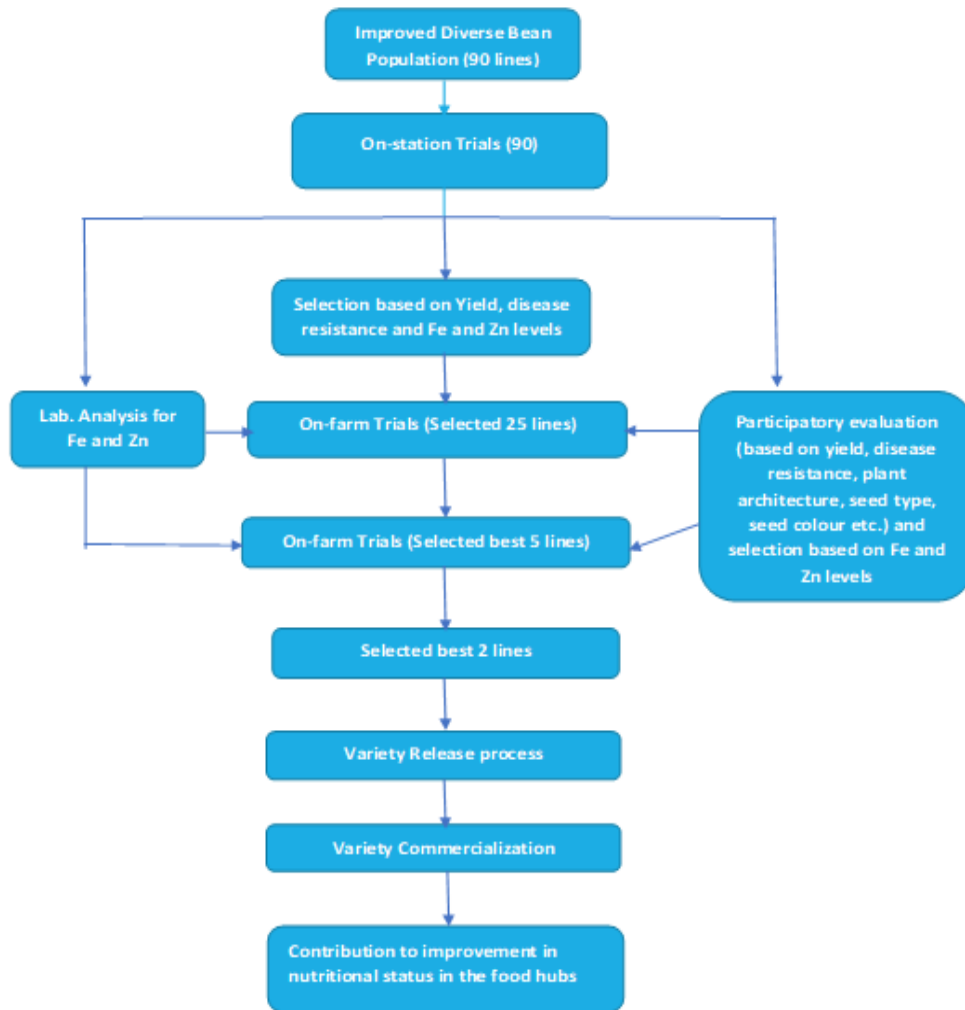 Improved Diverse Bean
Population (90 lines)
On-station Trials (90)
Selection based on Yield, disease
resistance and Fe and Zn levels
Lab. Analysis for
Fe and Zn
On-farm Trials (Selected 25 lines)
Participatory evaluation
(based on yield, disease
resistance, plant
architecture, seed type,
seed colour etc.) and
selection based on Fe and
Zn levels
On-farm Trials (Selected best 5 lines)
Selected best 2 lines
Variety Release process
Variety Commercialization
Contribution to improvement in
nutritional status in the food hubs